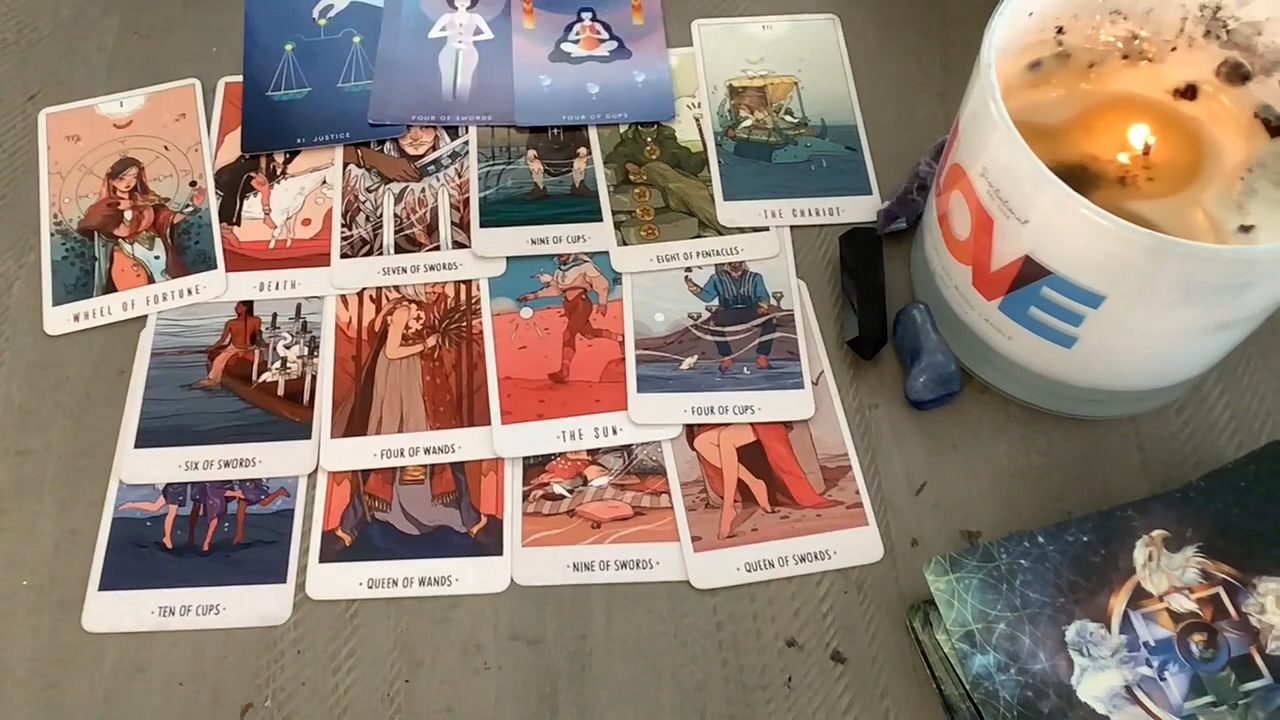 XI JUSTICE
FOUR OF SWORDS
FOUR OF CUPS
VII
·THE CHARIOT·
I
·WHEEL OF FORTUNE·
·DEATH·
·SEVEN OF SWORDS·
·NINE OF CUPS·
·EIGHT OF PENTACLES·
LOVE
·SIX OF SWORDS·
·FOUR OF WANDS·
·THE SUN·
·FOUR OF CUPS·
·TEN OF CUPS·
·QUEEN OF WANDS·
·NINE OF SWORDS·
·QUEEN OF SWORDS·